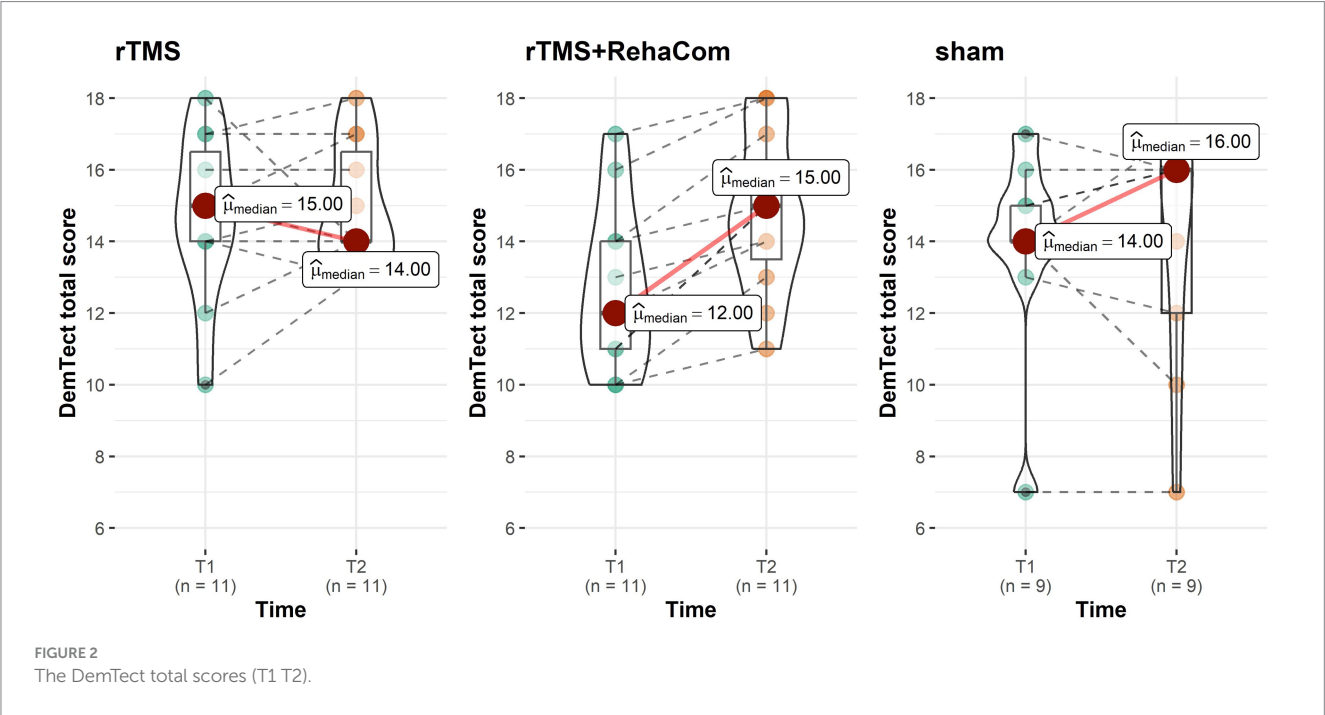 rTMS
rTMS+RehaCom
sham
DemTect total score
18
16
14
12
10
8
6
μ̂median = 15.00
μ̂median = 14.00
T1
(n = 11)
T2
(n = 11)
Time
DemTect total score
18
16
14
12
10
8
6
μ̂median = 15.00
μ̂median = 12.00
T1
(n = 11)
T2
(n = 11)
Time
DemTect total score
18
16
14
12
10
8
6
μ̂median = 16.00
μ̂median = 14.00
T1
(n = 9)
T2
(n = 9)
Time
FIGURE 2
The DemTect total scores (T1 T2).